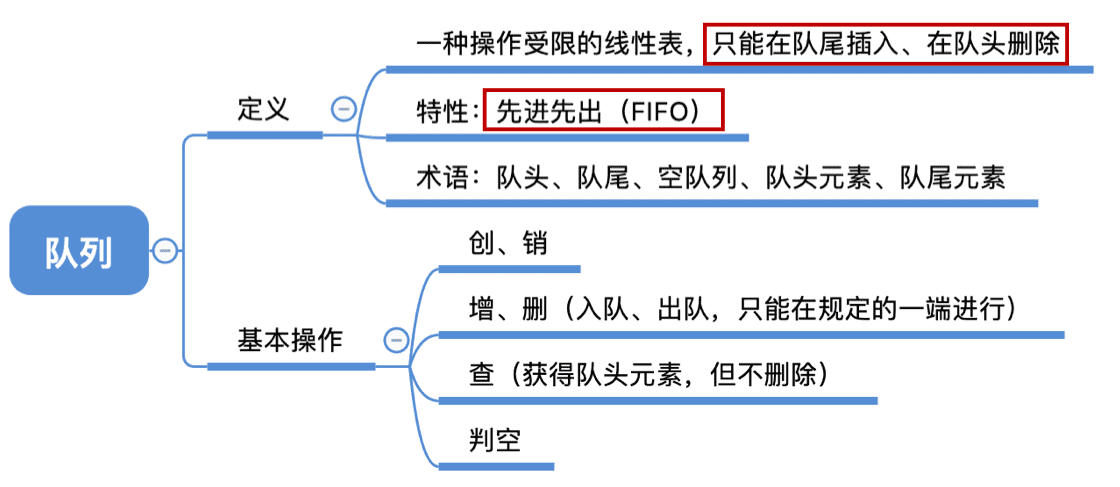 队列
定义
一种操作受限的线性表，只能在队尾插入、在队头删除
特性：先进先出（FIFO）
术语：队头、队尾、空队列、队头元素、队尾元素
基本操作
创、销
增、删（入队、出队，只能在规定的一端进行）
查（获得队头元素，但不删除）
判空